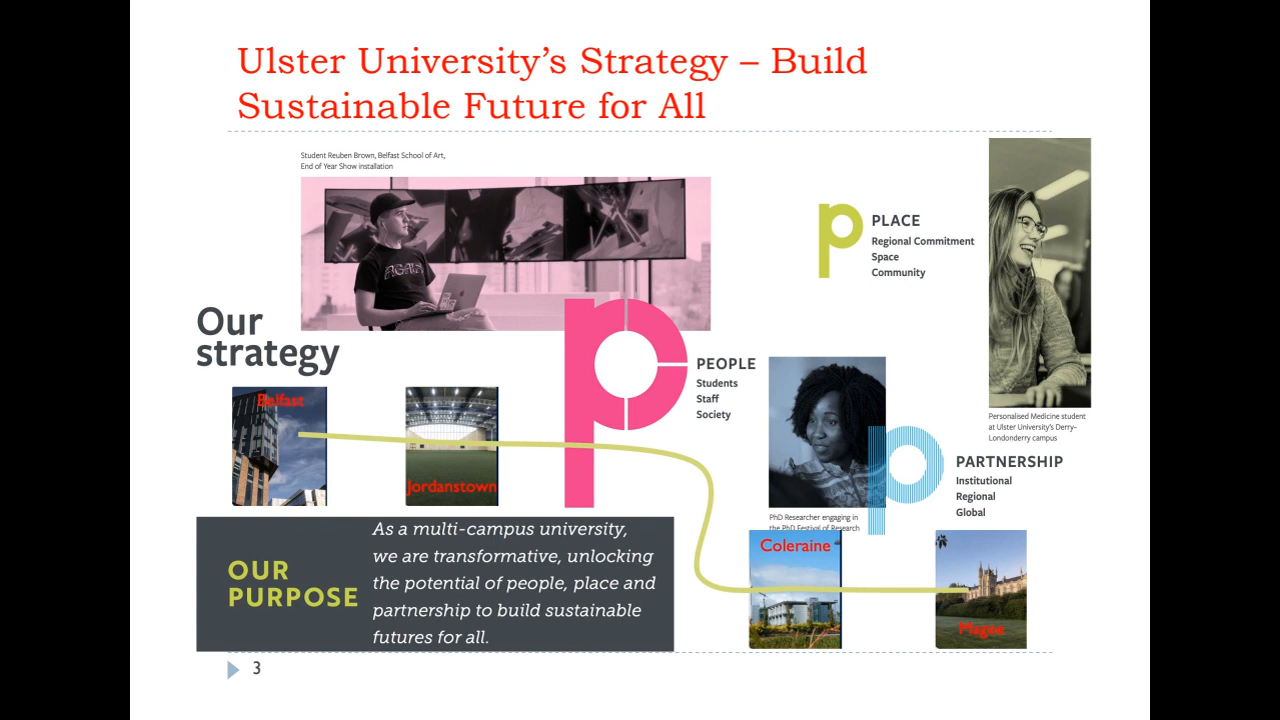 Ulster University’s Strategy – Build
Sustainable Future for All
Student Reuben Brown, Belfast School of Art,
End of Year Show installation
p
PLACE
Regional Commitment
Space
Community
Our
strategy
p
PEOPLE
Students
Staff
Society
Personalised Medicine student
at Ulster University's Derry-
Londonderry campus
p
PARTNERSHIP
Institutional
Regional
Global
PhD Researcher engaging in
the PhD Festival of Research
Belfast
Jordanstown
Coleraine
Magee
OUR
PURPOSE
As a multi-campus university,
we are transformative, unlocking
the potential of people, place and
partnership to build sustainable
futures for all.
3